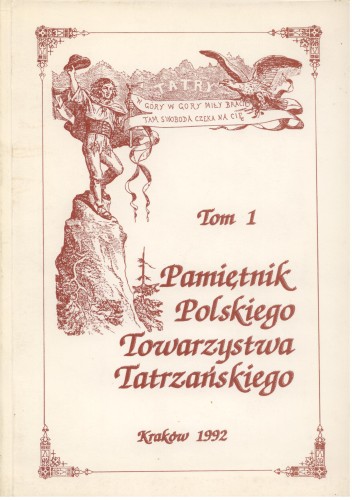 TATRY
W GÓRY W GÓRY MIŁY BRACIE
TAM SWOBODA CZEKA NA CIĘ
Tom 1
Pamiętnik
Polskiego
Towarzystwa
Tatrzańskiego
Kraków 1992